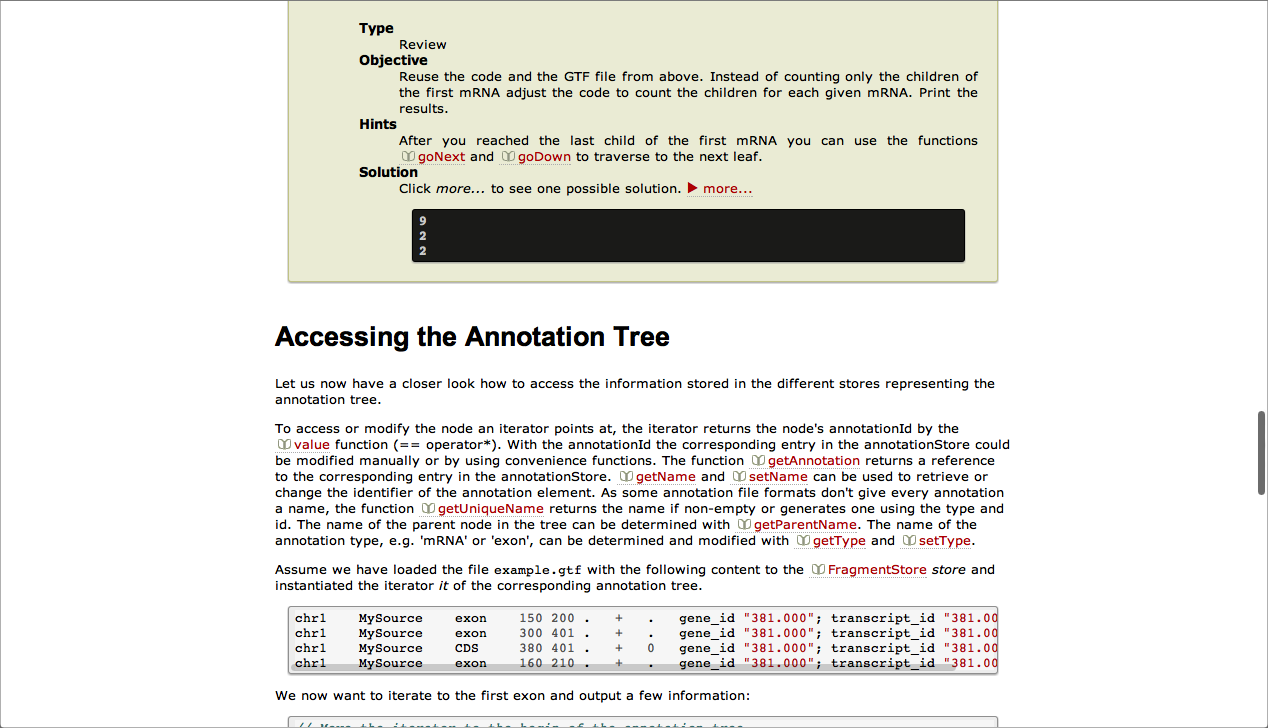 Type
Review
Objective
Reuse the code and the GTF file from above. Instead of counting only the children of
the first mRNA adjust the code to count the children for each given mRNA. Print the
results.
Hints
After you reached the last child of the first mRNA you can use the functions
goNext and goDown to traverse to the next leaf.
Solution
Click more... to see one possible solution. ▶ more...
9
2
2
Accessing the Annotation Tree
Let us now have a closer look how to access the information stored in the different stores representing the
annotation tree.
To access or modify the node an iterator points at, the iterator returns the node's annotationId by the
value function (== operator*). With the annotationId the corresponding entry in the annotationStore could
be modified manually or by using convenience functions. The function getAnnotation returns a reference
to the corresponding entry in the annotationStore. getName and setName can be used to retrieve or
change the identifier of the annotation element. As some annotation file formats don't give every annotation
a name, the function getUniqueName returns the name if non-empty or generates one using the type and
id. The name of the parent node in the tree can be determined with getParentName. The name of the
annotation type, e.g. 'mRNA' or 'exon', can be determined and modified with getType and setType.
Assume we have loaded the file example.gtf with the following content to the FragmentStore store and
instantiated the iterator it of the corresponding annotation tree.
chr1 MySource exon 150 200 . + . gene_id "381.000"; transcript_id "381.00
chr1 MySource exon 300 401 . + . gene_id "381.000"; transcript_id "381.00
chr1 MySource CDS 380 401 . + 0 gene_id "381.000"; transcript_id "381.00
chr1 MySource exon 160 210 . + . gene_id "381.000"; transcript_id "381.00
We now want to iterate to the first exon and output a few information:
// Move the iterator to the begin of the annotation tree